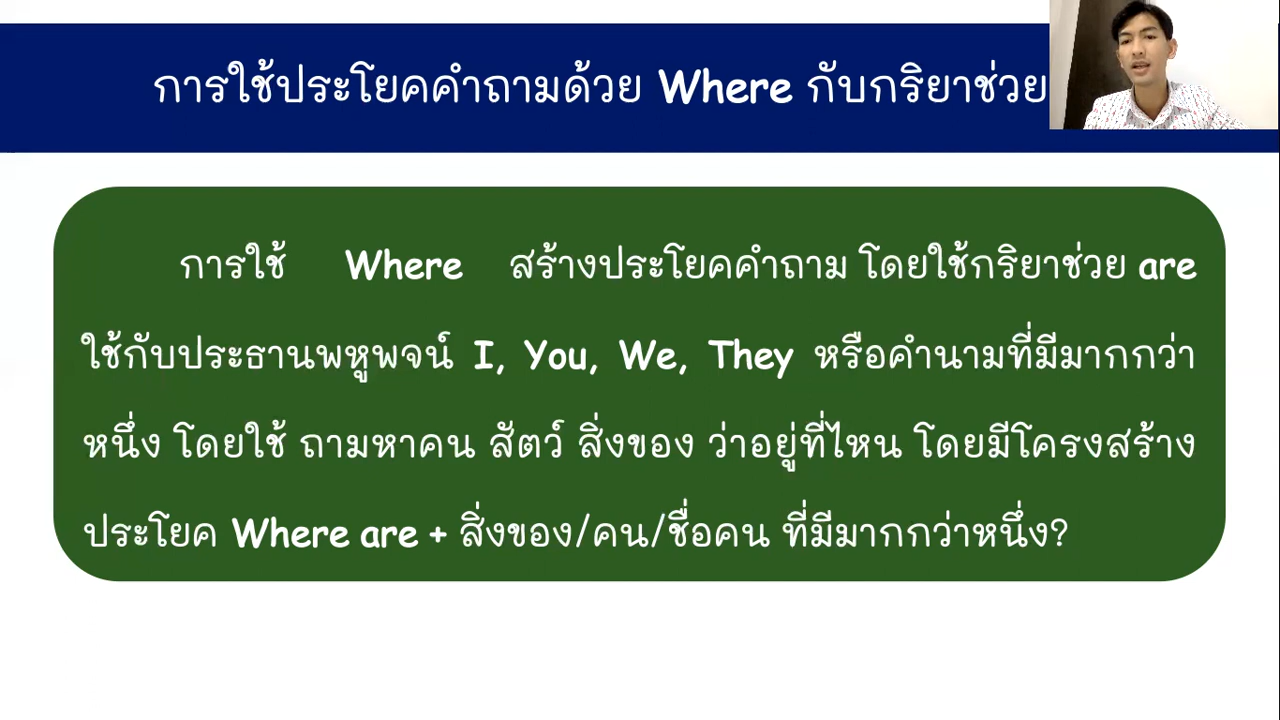 การใช้ประโยคคำถามด้วย Where กับกริยาช่วย
การใช้ Where สร้างประโยคคำถาม โดยใช้กริยาช่วย are
ใช้กับประธานพหูพจน์ I, You, We, They หรือคำนามที่มีมากกว่า
หนึ่ง โดยใช้ ถามหาคน สัตว์ สิ่งของ ว่าอยู่ที่ไหน โดยมีโครงสร้าง
ประโยค Where are + สิ่งของ/คน/ชื่อคน ที่มีมากกว่าหนึ่ง?